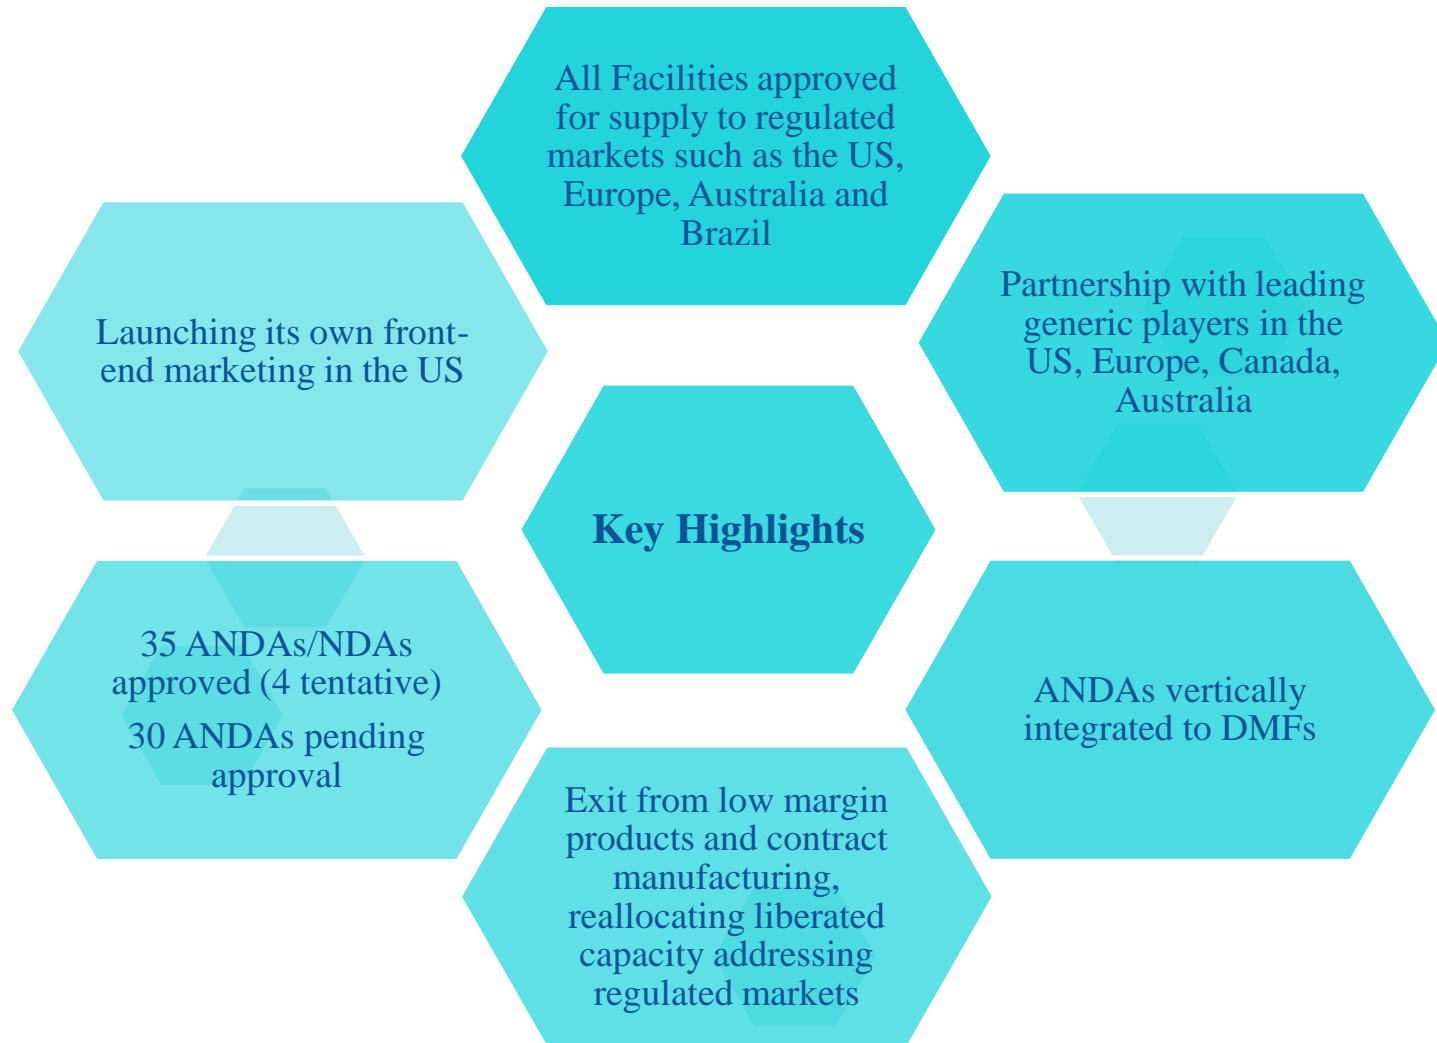 All Facilities approved
for supply to regulated
markets such as the US,
Europe, Australia and
Brazil
Partnership with leading
generic players in the
US, Europe, Canada,
Australia
Launching its own front-
end marketing in the US
Key Highlights
35 ANDAs/NDAs
approved (4 tentative)
30 ANDAs pending
approval
ANDAs vertically
integrated to DMFs
Exit from low margin
products and contract
manufacturing,
reallocating liberated
capacity addressing
regulated markets